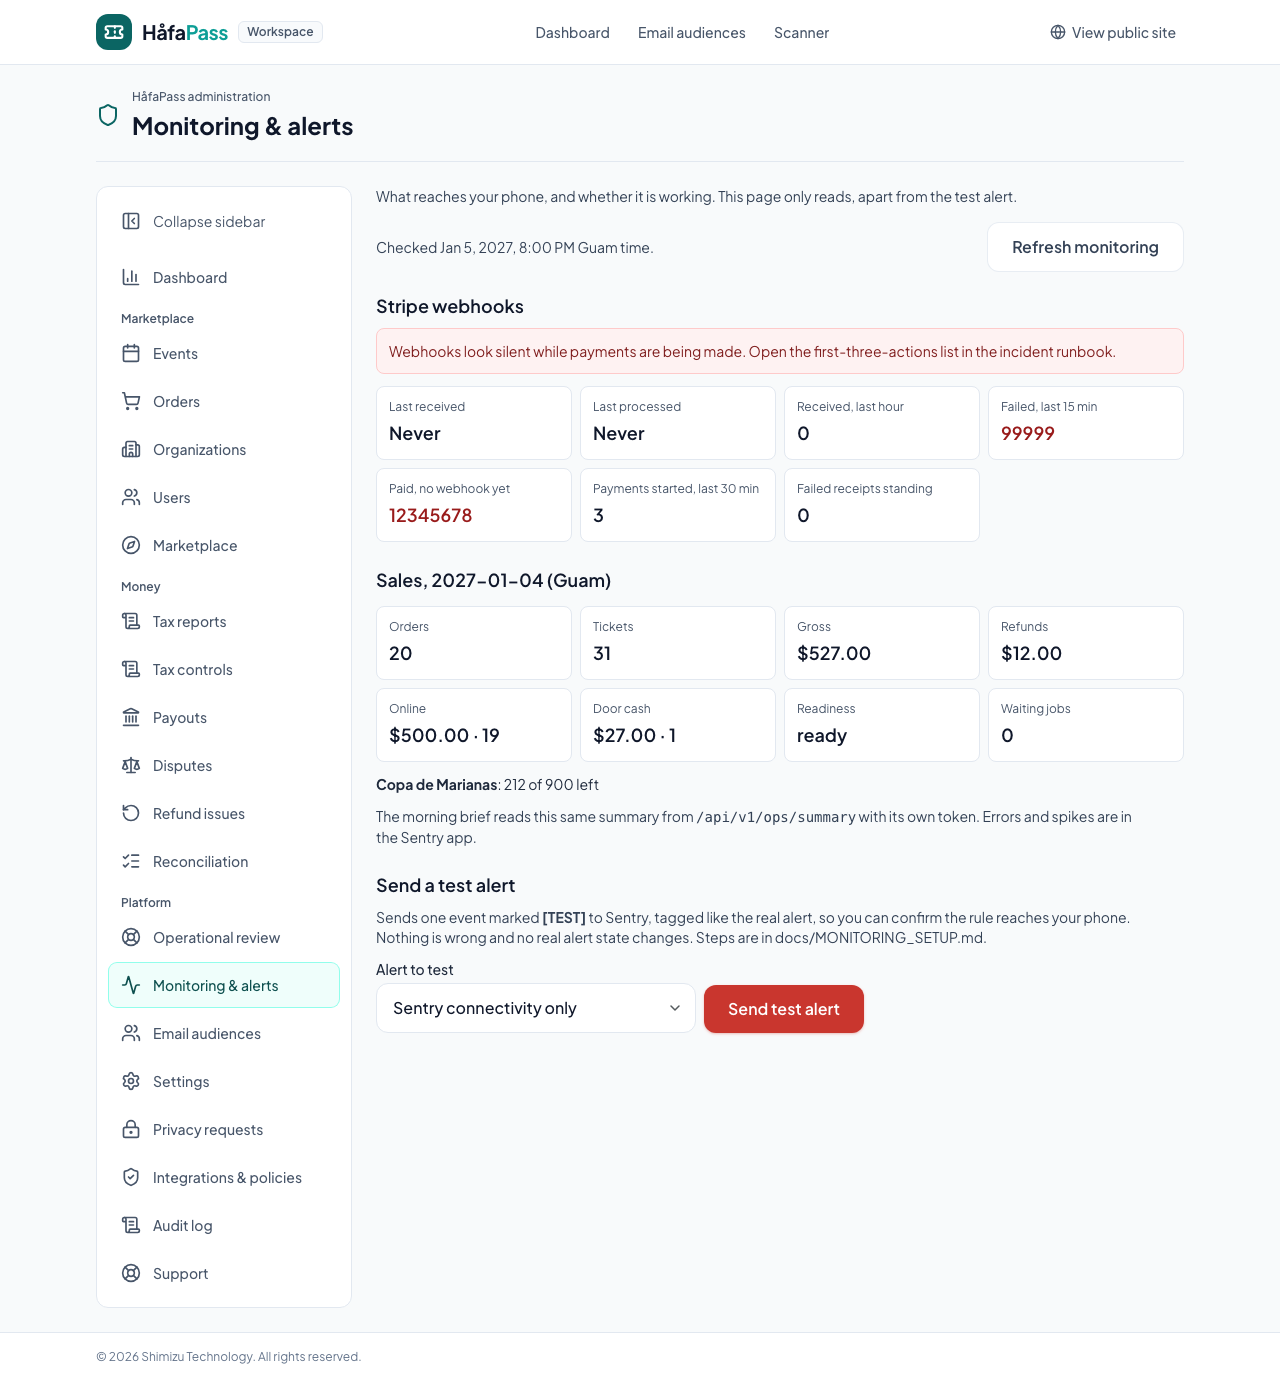 HåfaPass
Workspace
Dashboard
Email audiences
Scanner
View public site
HåfaPass administration
Monitoring & alerts
Collapse sidebar
Dashboard
Marketplace
Events
Orders
Organizations
Users
Marketplace
Money
Tax reports
Tax controls
Payouts
Disputes
Refund issues
Reconciliation
Platform
Operational review
Monitoring & alerts
Email audiences
Settings
Privacy requests
Integrations & policies
Audit log
Support
What reaches your phone, and whether it is working. This page only reads, apart from the test alert.
Checked Jan 5, 2027, 8:00 PM Guam time.
Refresh monitoring
Stripe webhooks
Webhooks look silent while payments are being made. Open the first-three-actions list in the incident runbook.
Last received
Never
Last processed
Never
Received, last hour
0
Failed, last 15 min
99999
Paid, no webhook yet
12345678
Payments started, last 30 min
3
Failed receipts standing
0
Sales, 2027-01-04 (Guam)
Orders
20
Tickets
31
Gross
$527.00
Refunds
$12.00
Online
$500.00 · 19
Door cash
$27.00 · 1
Readiness
ready
Waiting jobs
0
Copa de Marianas: 212 of 900 left
The morning brief reads this same summary from /api/v1/ops/summary with its own token. Errors and spikes are in
the Sentry app.
Send a test alert
Sends one event marked [TEST] to Sentry, tagged like the real alert, so you can confirm the rule reaches your phone.
Nothing is wrong and no real alert state changes. Steps are in docs/MONITORING_SETUP.md.
Alert to test
Sentry connectivity only
Send test alert
© 2026 Shimizu Technology. All rights reserved.